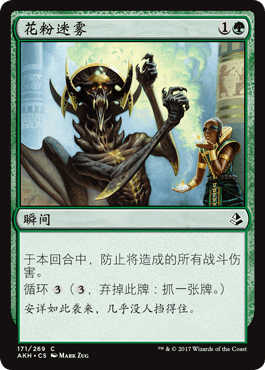 花粉迷雾 1
瞬间
于本回合中，防止将造成的所有战斗伤
害。
循环 3（3，弃掉此牌：抓一张牌。）
安详如此袭来，几乎没人挡得住。
171/269 C
AKH • CS MARK ZUG
™ & © 2017 Wizards of the Coast